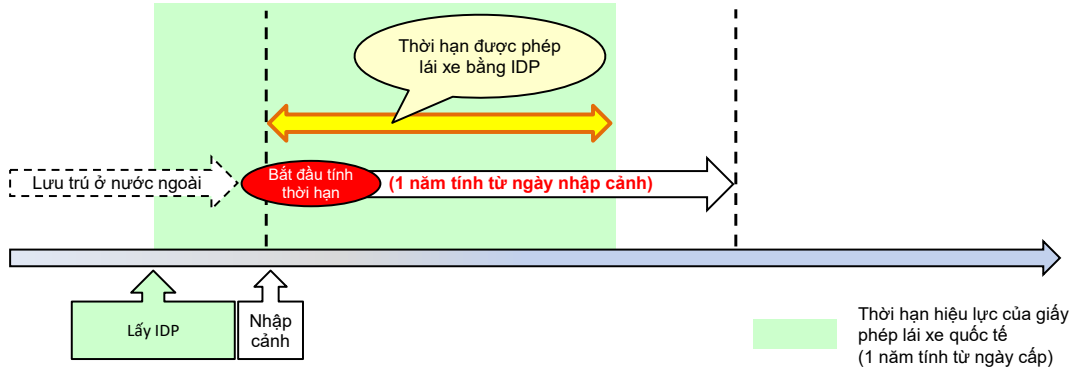 Thời hạn được phép
lái xe bằng IDP
Lưu trú ở nước ngoài
Bắt đầu tính
thời hạn
(1 năm tính từ ngày nhập cảnh)
Lấy IDP
Nhập
cảnh
Thời hạn hiệu lực của giấy
phép lái xe quốc tế
(1 năm tính từ ngày cấp)